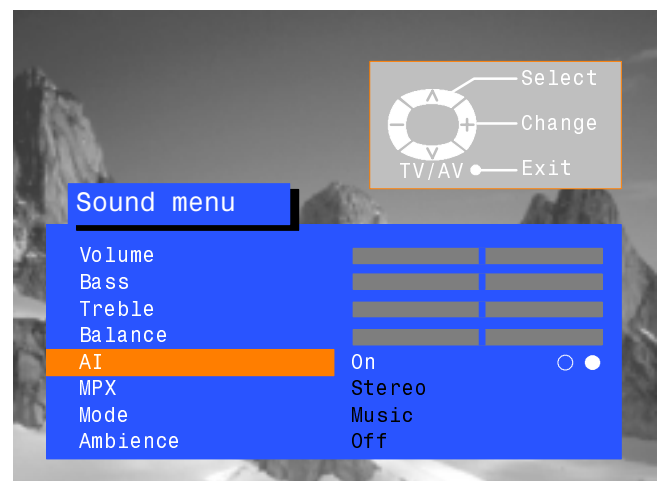 Select
Change
TV/AV Exit
Sound menu
Volume
Bass
Treble
Balance
AI On
MPX Stereo
Mode Music
Ambience Off